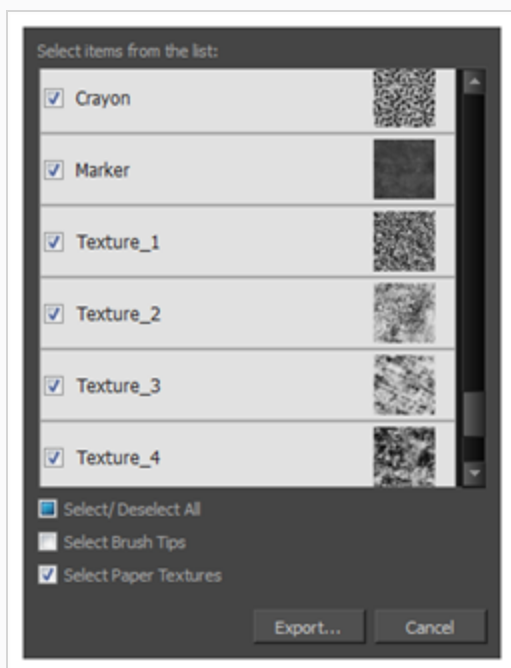 Select items from the list:
Crayon
Marker
Texture_1
Texture_2
Texture_3
Texture_4
Select/ Deselect All
Select Brush Tips
Select Paper Textures
Export... Cancel